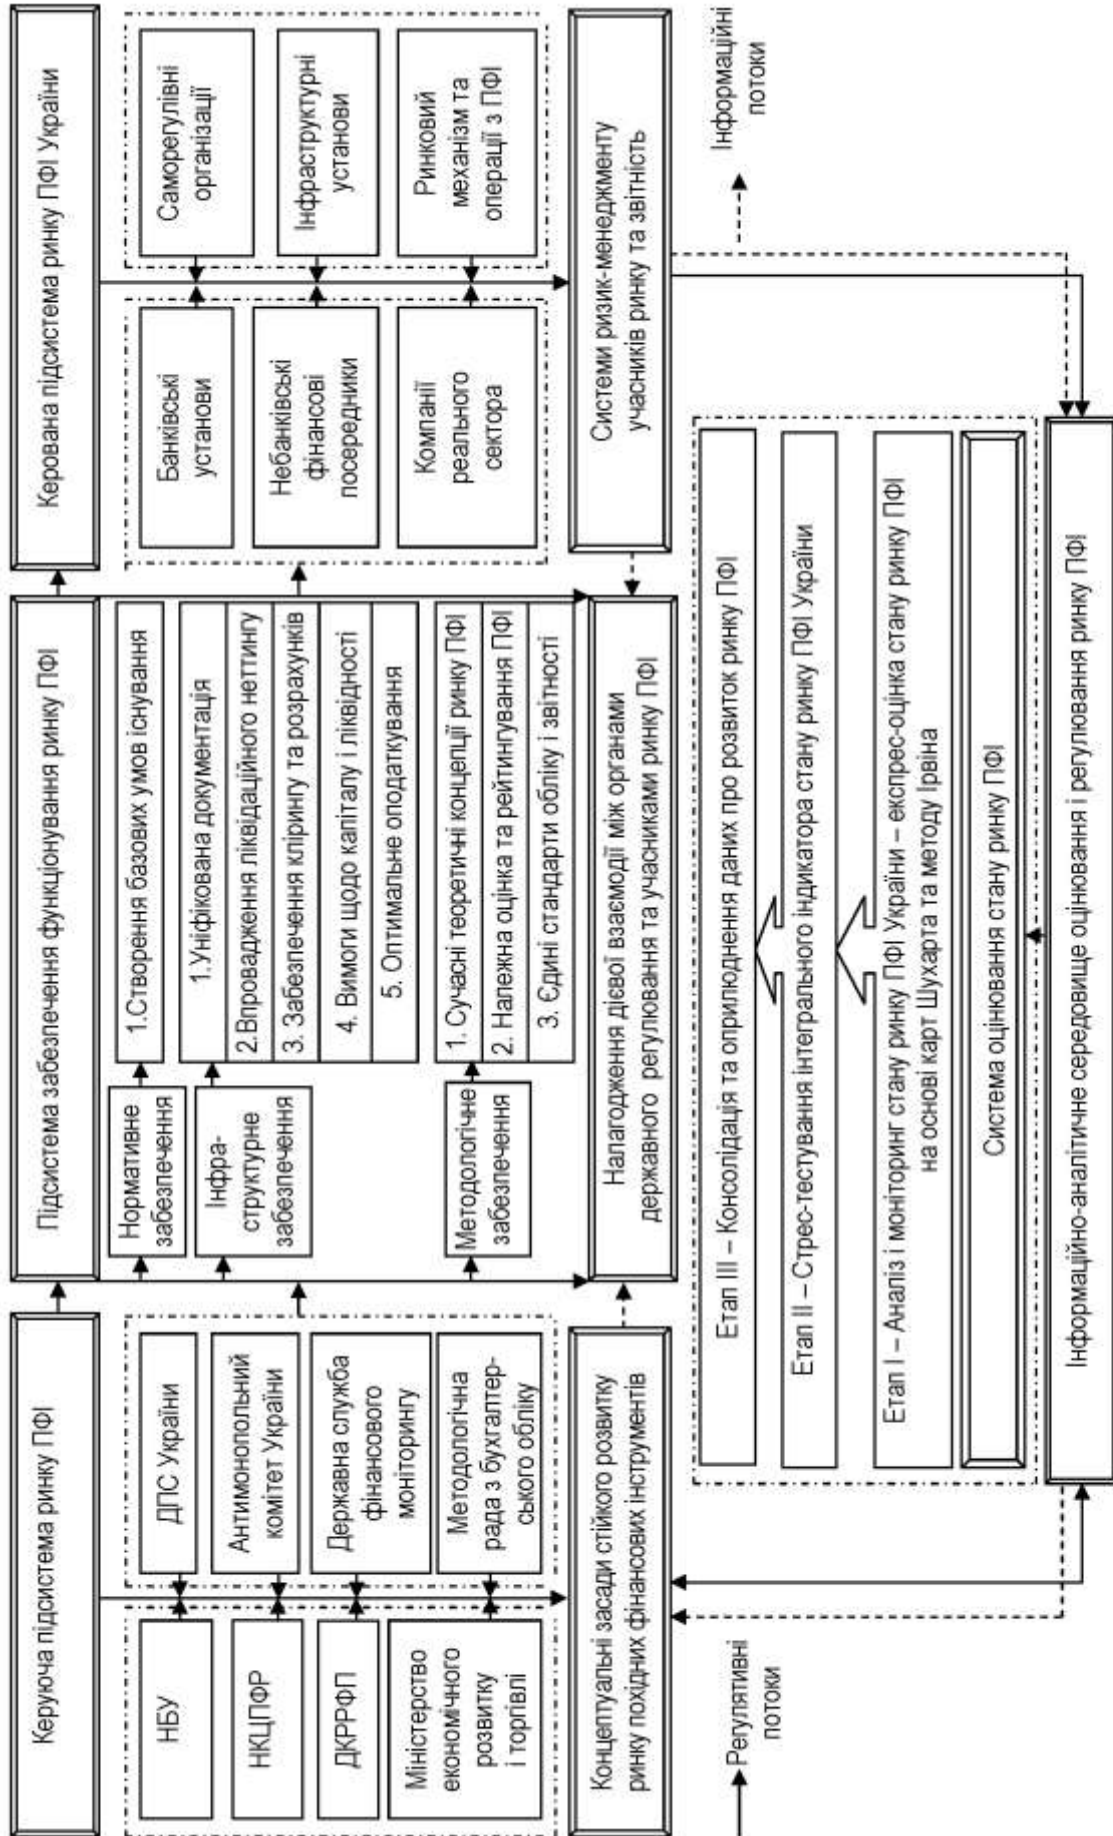 Керуюча підсистема ринку ПФІ
НБУ
НКЦПФР
ДКРРФП
Міністерство
економічного
розвитку
і торгівлі
ДПС України
Антимонопольний
комітет України
Державна служба
фінансового
моніторингу
Методологічна
рада з бухгалтер-
ського обліку
Концептуальні засади стійкого розвитку
ринку похідних фінансових інструментів
Підсистема забезпечення функціонування ринку ПФІ
Нормативне
забезпечення
1.Створення базових умов існування
Інфра-
структурне
забезпечення
1.Уніфікована документація
2.Впровадження ліквідаційного неттингу
3. Забезпечення клірингу та розрахунків
4. Вимоги щодо капіталу і ліквідності
5. Оптимальне оподаткування
Методологічне
забезпечення
1. Сучасні теоретичні концепції ринку ПФІ
2. Належна оцінка та рейтингування ПФІ
3. Єдині стандарти обліку і звітності
Налагодження дієвої взаємодії між органами
державного регулювання та учасниками ринку ПФІ
Керована підсистема ринку ПФІ України
Банківські
установи
Небанківські
фінансові
посередники
Компанії
реального
сектора
Саморегулівні
організації
Інфраструктурні
установи
Ринковий
механізм та
операції з ПФІ
Системи ризик-менеджменту
учасників ринку та звітність
Етап ІІІ – Консолідація та оприлюднення даних про розвиток ринку ПФІ
Етап ІІ – Стрес-тестування інтегрального індикатора стану ринку ПФІ України
Етап І – Аналіз і моніторинг стану ринку ПФІ України – експрес-оцінка стану ринку ПФІ
на основі карт Шухарта та методу Ірвіна
Система оцінювання стану ринку ПФІ
Інформаційно-аналітичне середовище оцінювання і регулювання ринку ПФІ
Регулятивні
потоки
Інформаційні
потоки